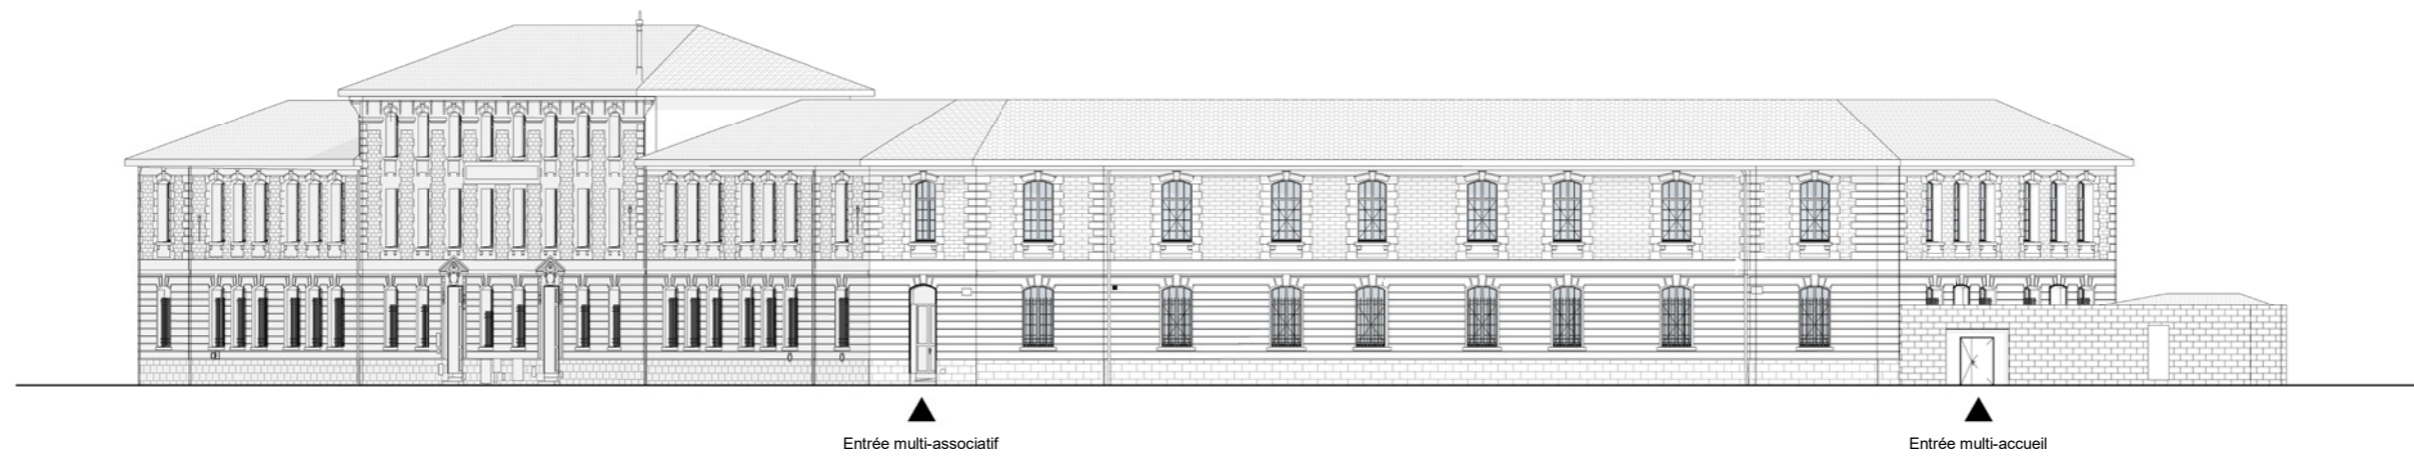 Entrée multi-associatif
Entrée multi-accueil